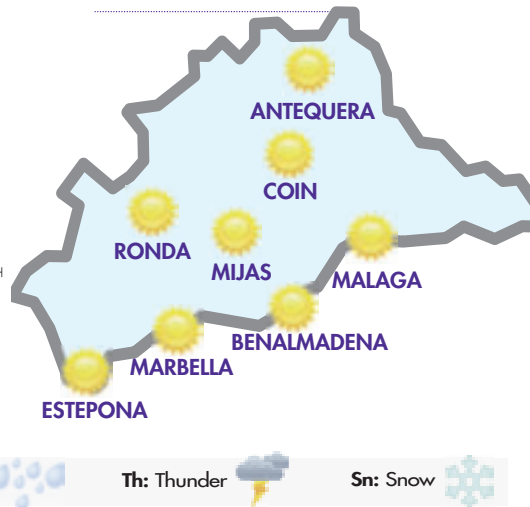 ANTEQUERA
COIN
RONDA
MIJAS
MALAGA
BENALMADENA
MARBELLA
ESTEPONA
Th: Thunder Sn: Snow